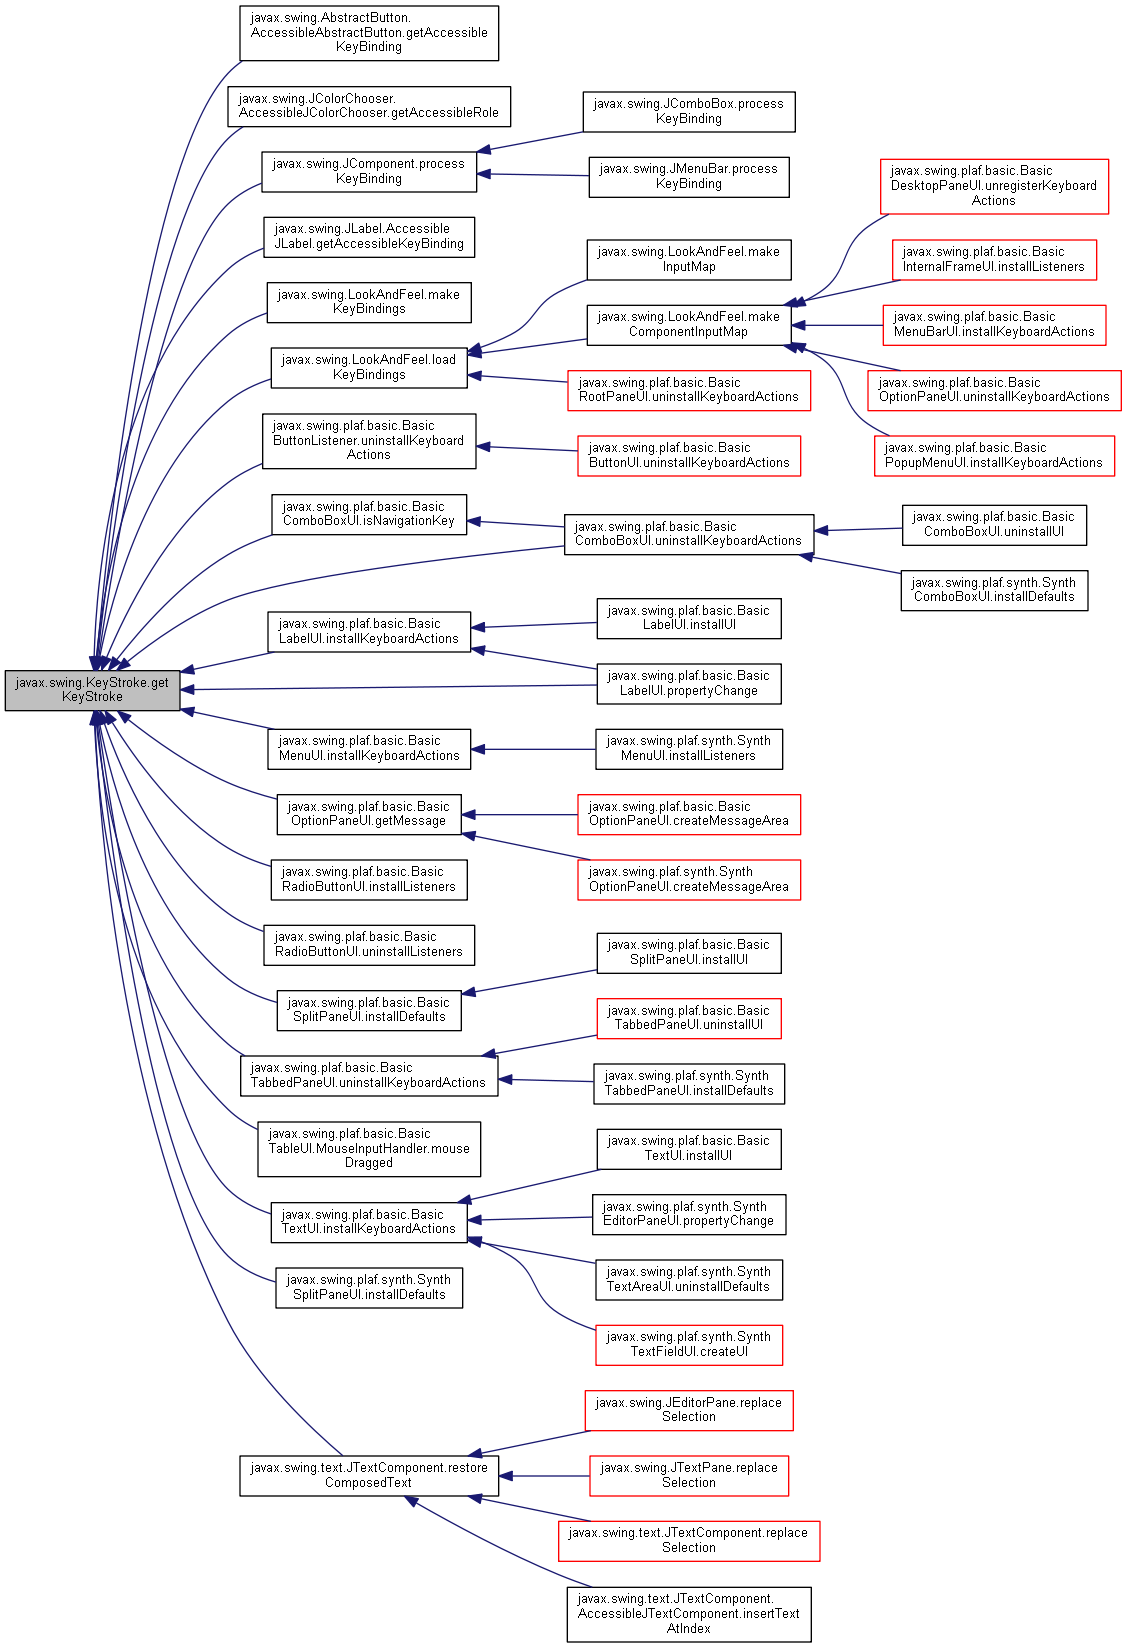 javax.swing.AbstractButton.
AccessibleAbstractButton.getAccessible
KeyBinding
javax.swing.JColorChooser.
AccessibleJColorChooser.getAccessibleRole
javax.swing.JComponent.process
KeyBinding
javax.swing.JLabel.Accessible
JLabel.getAccessibleKeyBinding
javax.swing.LookAndFeel.make
KeyBindings
javax.swing.LookAndFeel.load
KeyBindings
javax.swing.plaf.basic.Basic
ButtonListener.uninstallKeyboard
Actions
javax.swing.plaf.basic.Basic
ComboBoxUI.isNavigationKey
javax.swing.plaf.basic.Basic
LabelUI.installKeyboardActions
javax.swing.KeyStroke.get
KeyStroke
javax.swing.plaf.basic.Basic
MenuUI.installKeyboardActions
javax.swing.plaf.basic.Basic
OptionPaneUI.getMessage
javax.swing.plaf.basic.Basic
RadioButtonUI.installListeners
javax.swing.plaf.basic.Basic
RadioButtonUI.uninstallListeners
javax.swing.plaf.basic.Basic
SplitPaneUI.installDefaults
javax.swing.plaf.basic.Basic
TabbedPaneUI.uninstallKeyboardActions
javax.swing.plaf.basic.Basic
TableUI.MouseInputHandler.mouse
Dragged
javax.swing.plaf.basic.Basic
TextUI.installKeyboardActions
javax.swing.plaf.synth.Synth
SplitPaneUI.installDefaults
javax.swing.text.JTextComponent.restore
ComposedText
javax.swing.JComboBox.process
KeyBinding
javax.swing.JMenuBar.process
KeyBinding
javax.swing.LookAndFeel.make
InputMap
javax.swing.LookAndFeel.make
ComponentInputMap
javax.swing.plaf.basic.Basic
RootPaneUI.uninstallKeyboardActions
javax.swing.plaf.basic.Basic
ButtonUI.uninstallKeyboardActions
javax.swing.plaf.basic.Basic
ComboBoxUI.uninstallKeyboardActions
javax.swing.plaf.basic.Basic
LabelUI.installUI
javax.swing.plaf.basic.Basic
LabelUI.propertyChange
javax.swing.plaf.synth.Synth
MenuUI.installListeners
javax.swing.plaf.basic.Basic
OptionPaneUI.createMessageArea
javax.swing.plaf.synth.Synth
OptionPaneUI.createMessageArea
javax.swing.plaf.basic.Basic
SplitPaneUI.installUI
javax.swing.plaf.basic.Basic
TabbedPaneUI.uninstallUI
javax.swing.plaf.synth.Synth
TabbedPaneUI.installDefaults
javax.swing.plaf.basic.Basic
TextUI.installUI
javax.swing.plaf.synth.Synth
EditorPaneUI.propertyChange
javax.swing.plaf.synth.Synth
TextAreaUI.uninstallDefaults
javax.swing.plaf.synth.Synth
TextFieldUI.createUI
javax.swing.JEditorPane.replace
Selection
javax.swing.JTextPane.replace
Selection
javax.swing.text.JTextComponent.replace
Selection
javax.swing.text.JTextComponent.
AccessibleJTextComponent.insertText
AtIndex
javax.swing.plaf.basic.Basic
DesktopPaneUI.unregisterKeyboard
Actions
javax.swing.plaf.basic.Basic
InternalFrameUI.installListeners
javax.swing.plaf.basic.Basic
MenuBarUI.installKeyboardActions
javax.swing.plaf.basic.Basic
OptionPaneUI.uninstallKeyboardActions
javax.swing.plaf.basic.Basic
PopupMenuUI.installKeyboardActions
javax.swing.plaf.basic.Basic
ComboBoxUI.uninstallUI
javax.swing.plaf.synth.Synth
ComboBoxUI.installDefaults